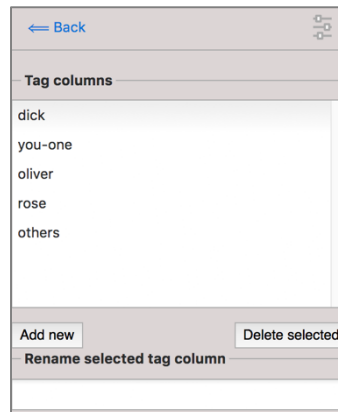 ⇐ Back
Tag columns
dick
you-one
oliver
rose
others
Add new Delete selected
Rename selected tag column